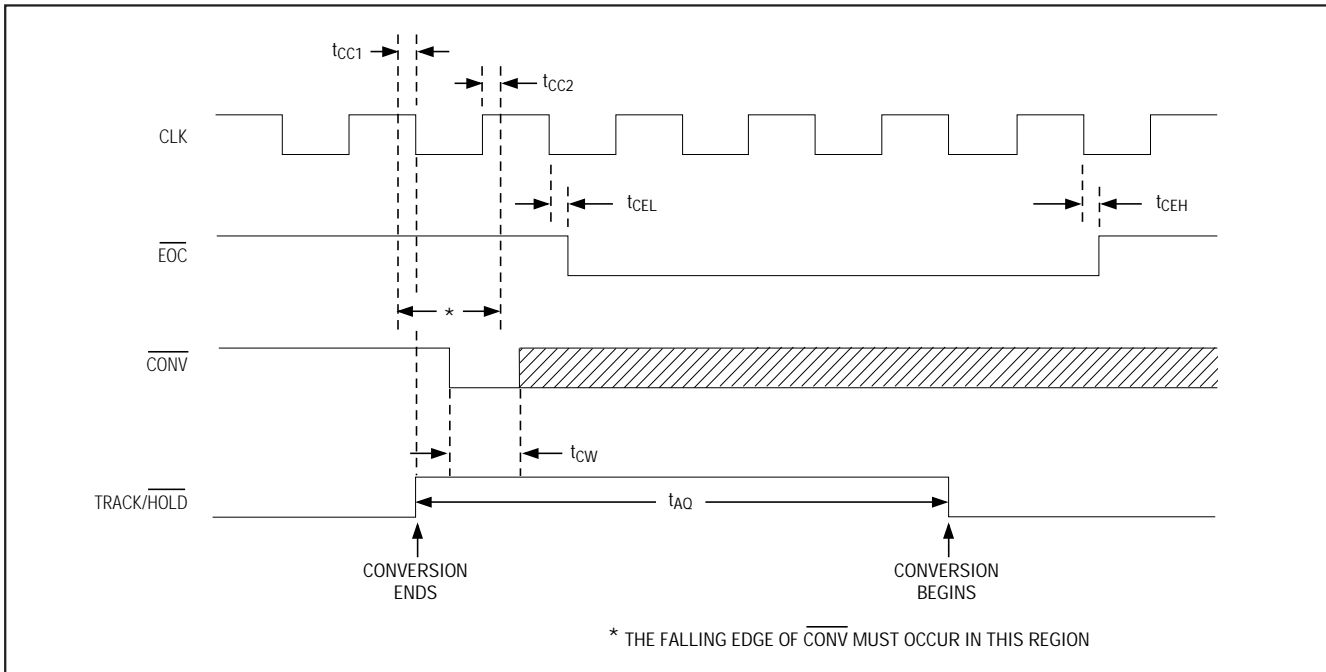 tCC1
tCC2
CLK
tCEL
tCEH
EOC
*
CONV
tCW
TRACK/HOLD
tAQ
CONVERSION
ENDS
CONVERSION
BEGINS
* THE FALLING EDGE OF CONV MUST OCCUR IN THIS REGION